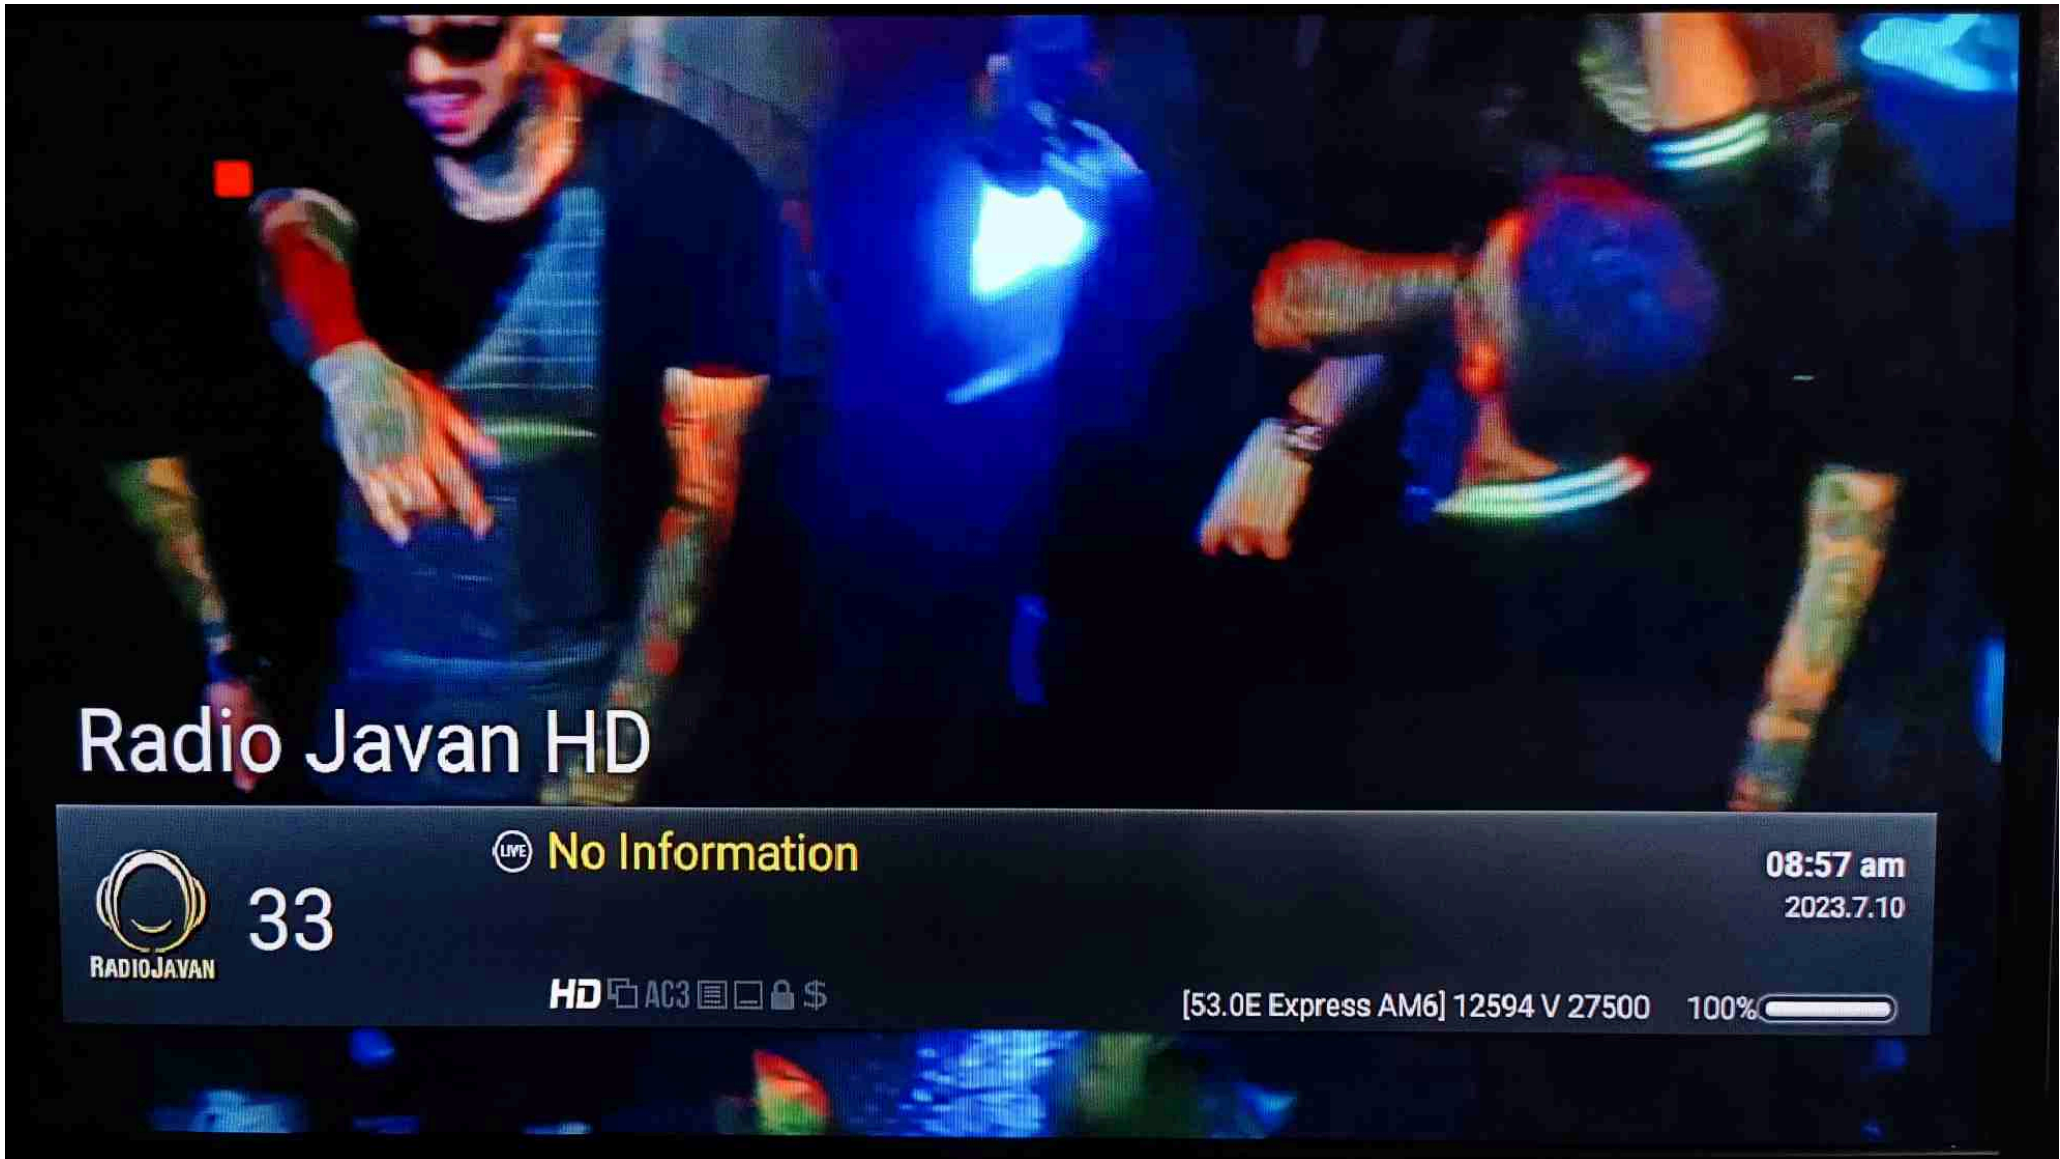 Radio Javan HD
RADIOJAVAN
33
LIVE No Information
08:57 am
2023.7.10
HD AC3 $
[53.0E Express AM6] 12594 V 27500 100%